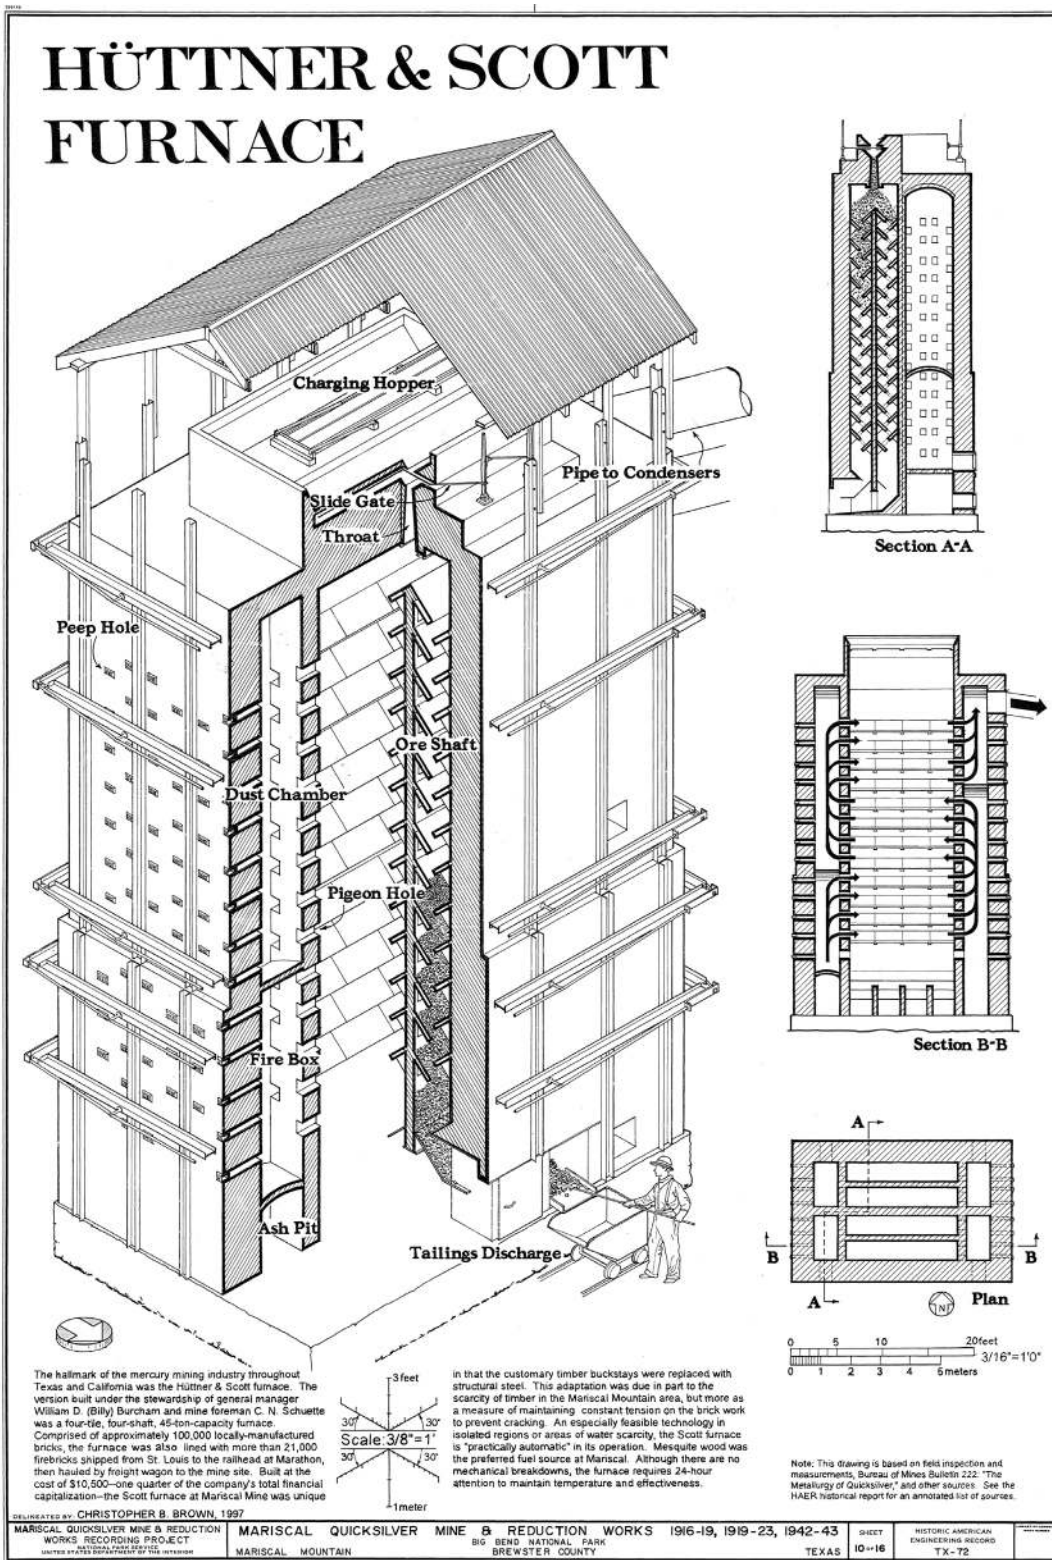 HÜTTNER & SCOTT
FURNACE
Charging Hopper
Pipe to Condensers
Slide Gate
Throat
Peep Hole
Ore Shaft
Dust Chamber
Pigeon Hole
Fire Box
Ash Pit
Tailings Discharge
Section A-A
Section B-B
A
B
B
A
Plan
N
0 5 10 20feet
3/16"=1'0"
0 1 2 3 4 5 6meters
The hallmark of the mercury mining industry throughout
Texas and California was the Hüttner & Scott furnace. The
version built under the stewardship of general manager
William D. (Billy) Burcham and mine foreman C. N. Schuette
was a four-tile, four-shaft, 45-ton-capacity furnace.
Comprised of approximately 100,000 locally-manufactured
bricks, the furnace was also lined with more than 21,000
firebricks shipped from St. Louis to the railhead at Marathon,
then hauled by freight wagon to the mine site. Built at the
cost of $10,500—one quarter of the company's total financial
capitalization—the Scott furnace at Mariscal Mine was unique
3 feet
30° 30°
Scale: 3/8"=1'
30° 30°
1 meter
in that the customary timber buckstays were replaced with
structural steel. This adaptation was due in part to the
scarcity of timber in the Mariscal Mountain area, but more as
a measure of maintaining constant tension on the brick work
to prevent cracking. An especially feasible technology in
isolated regions or areas of water scarcity, the Scott furnace
is "practically automatic" in its operation. Mesquite wood was
the preferred fuel source at Mariscal. Although there are no
mechanical breakdowns, the furnace requires 24-hour
attention to maintain temperature and effectiveness.
Note: This drawing is based on field inspection and
measurements, Bureau of Mines Bulletin 222: "The
Metallurgy of Quicksilver," and other sources. See the
HAER historical report for an annotated list of sources.
DELINEATED BY: CHRISTOPHER B. BROWN, 1997
MARISCAL QUICKSILVER MINE & REDUCTION
WORKS RECORDING PROJECT
NATIONAL PARK SERVICE
UNITED STATES DEPARTMENT OF THE INTERIOR
MARISCAL QUICKSILVER MINE & REDUCTION WORKS 1916-19, 1919-23, 1942-43
BIG BEND NATIONAL PARK
MARISCAL MOUNTAIN BREWSTER COUNTY TEXAS
SHEET
10 OF 16
HISTORIC AMERICAN
ENGINEERING RECORD
TX-72